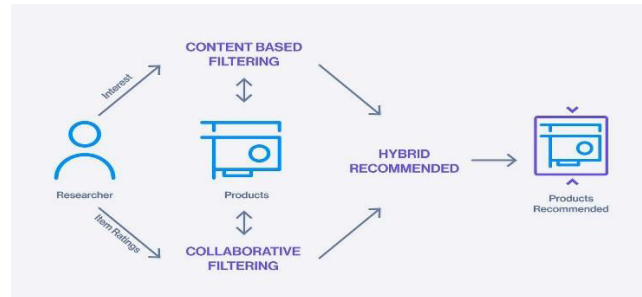 CONTENT BASED
FILTERING
Interest
Researcher
Products
HYBRID
RECOMMENDED
Products
Recommended
Item Ratings
COLLABORATIVE
FILTERING